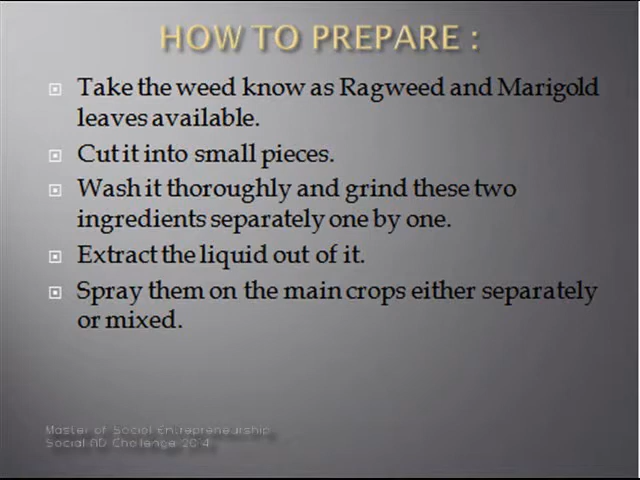 HOW TO PREPARE :
Take the weed know as Ragweed and Marigold
leaves available.
Cut it into small pieces.
Wash it thoroughly and grind these two
ingredients separately one by one.
Extract the liquid out of it.
Spray them on the main crops either separately
or mixed.
Master of Social Entrepreneurship
Social AD Challenge 2014